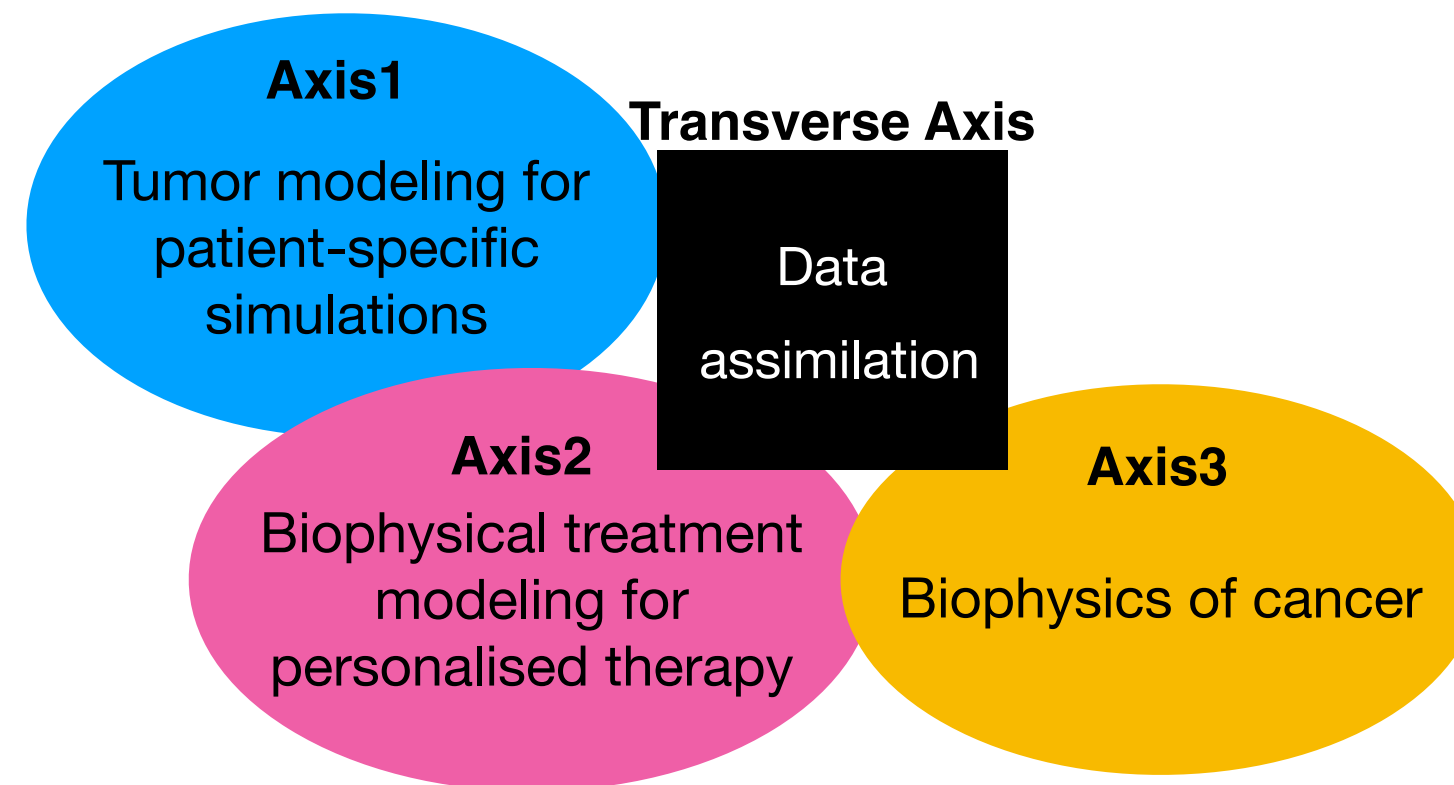 Axis1
Tumor modeling for
patient-specific
simulations
Transverse Axis
Data
assimilation
Axis2
Biophysical treatment
modeling for
personalised therapy
Axis3
Biophysics of cancer